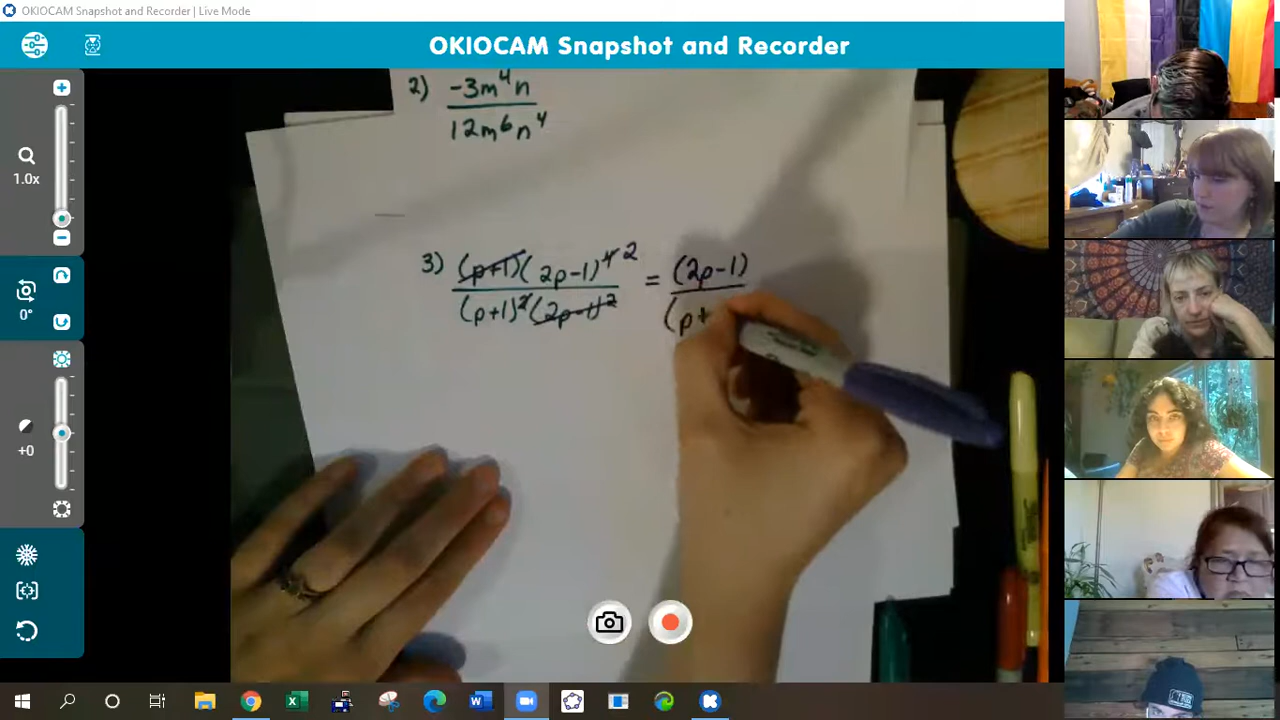 OKIOCAM Snapshot and Recorder | Live Mode
OKIOCAM Snapshot and Recorder
1.0x
0°
+0
2) -3m⁴n
12m⁶n⁴
3) (p+1)(2p-1)⁴ ² = (2p-1)
(p+1)²(2p-1)² (p+